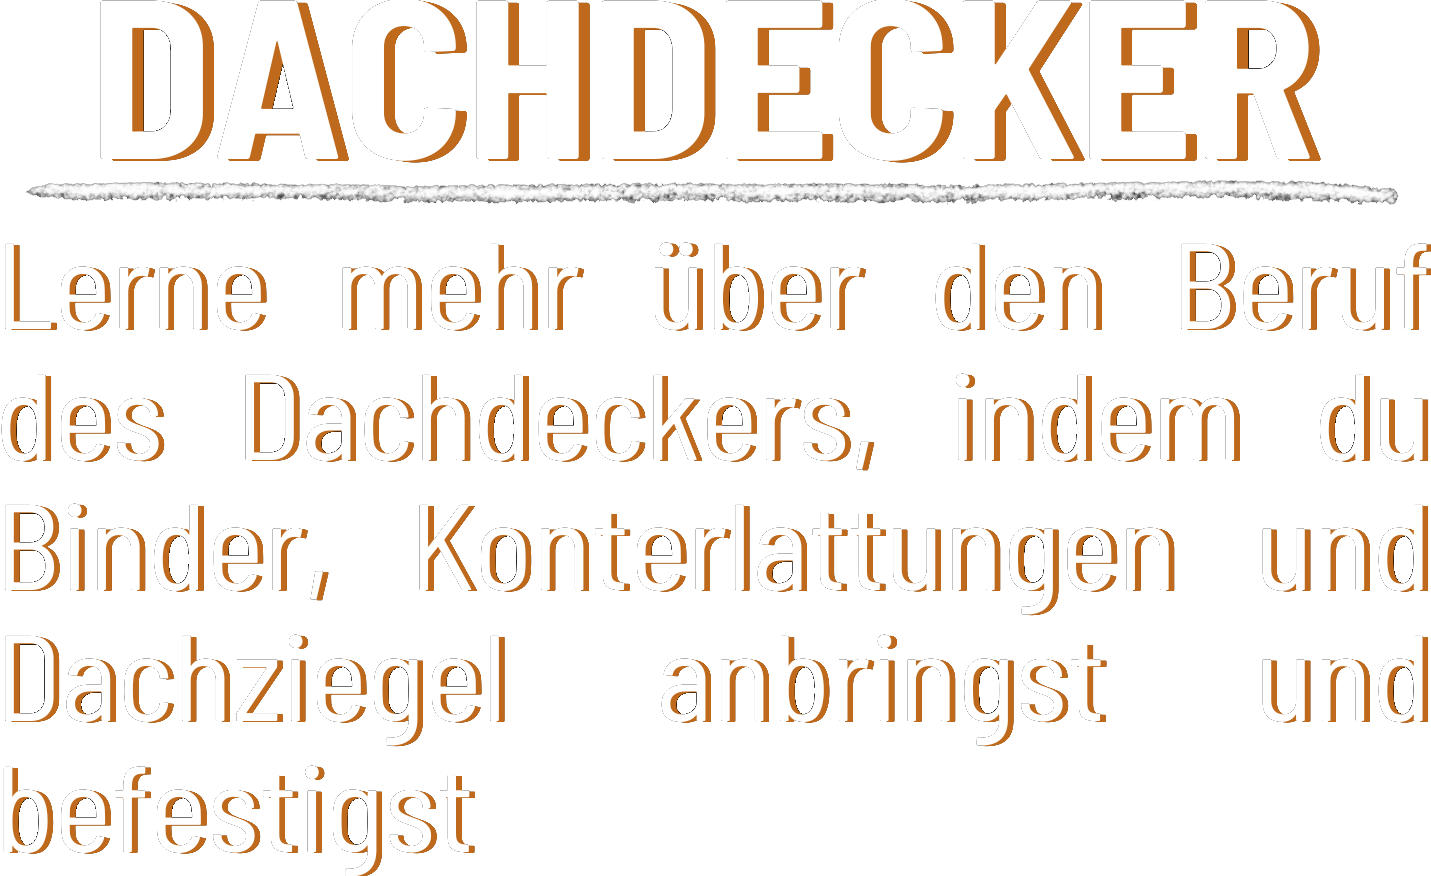 DACHDECKER
Lerne mehr über den Beruf
des Dachdeckers, indem du
Binder, Konterlattungen und
Dachziegel anbringst und
befestigst